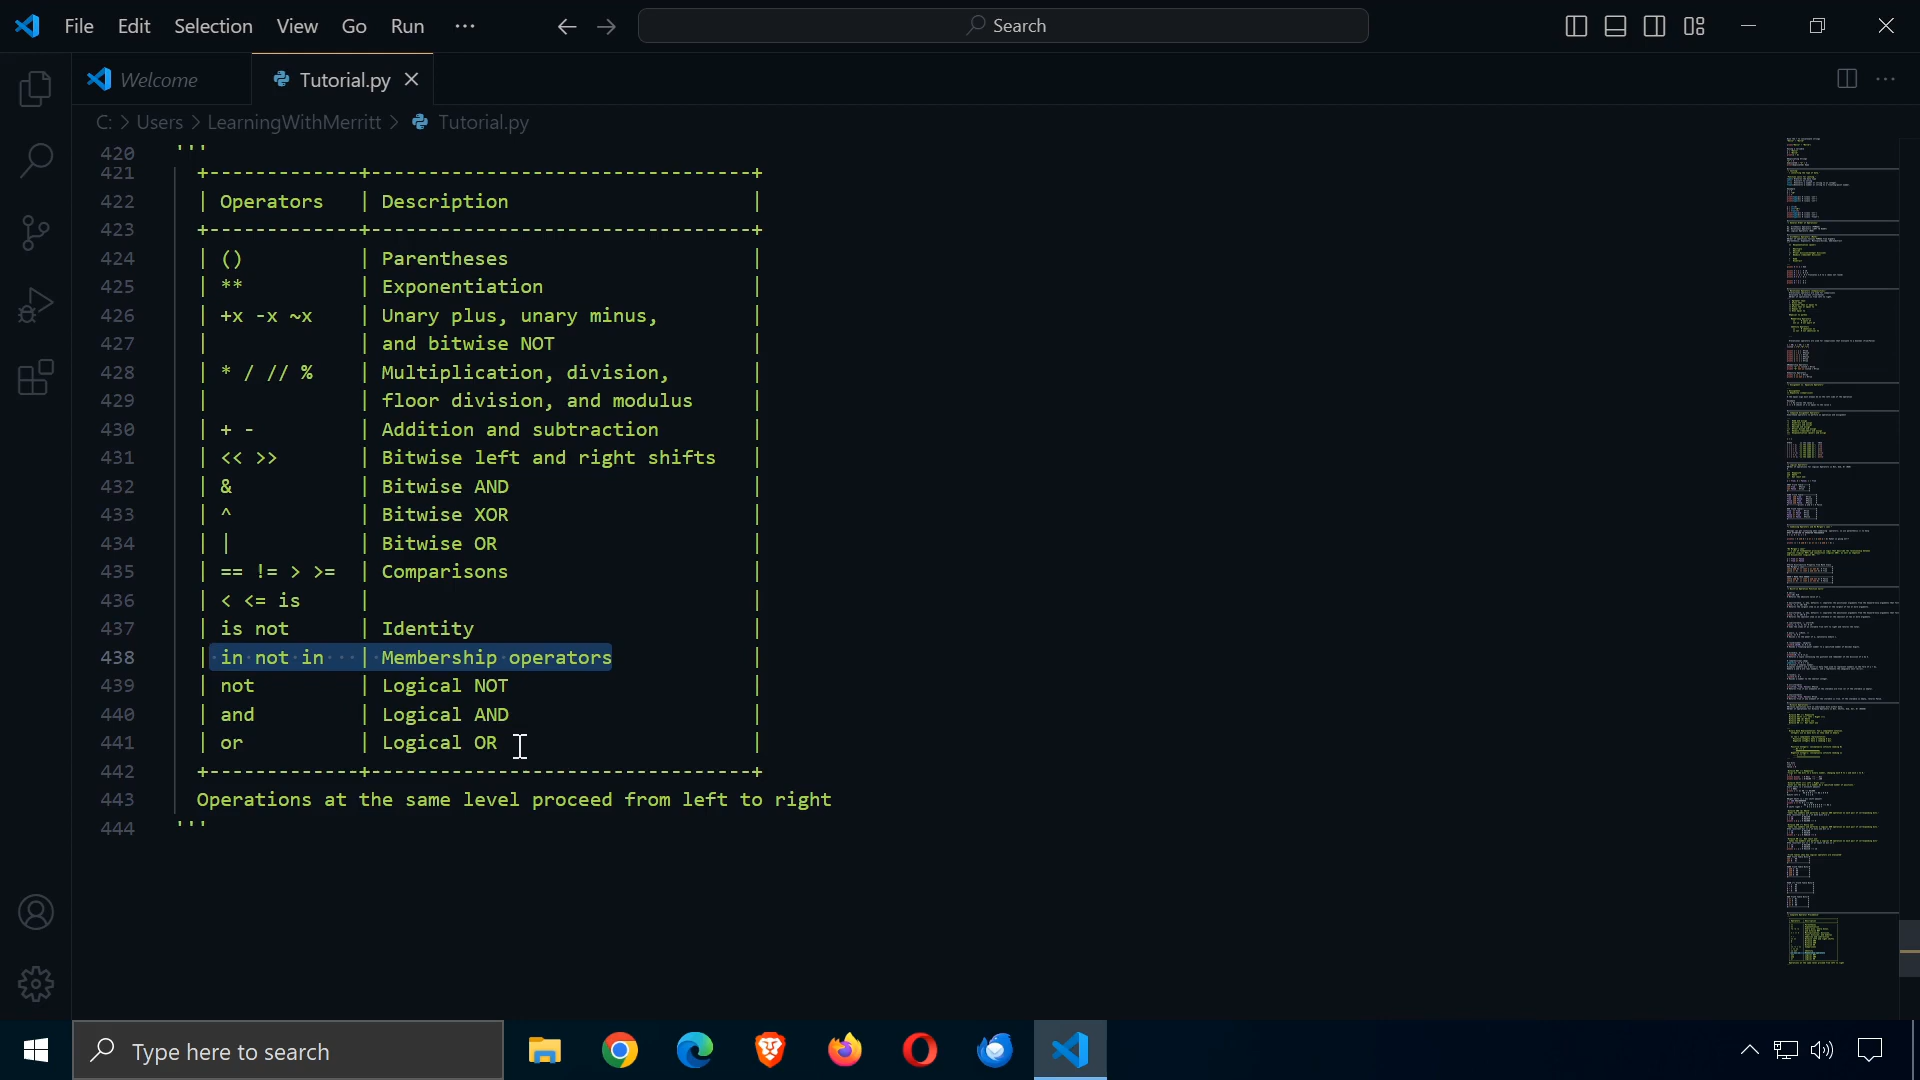 File Edit Selection View Go Run ··· Search
Welcome Tutorial.py
C: > Users > LearningWithMerritt > Tutorial.py
420 '''
421 +-------------+---------------------------------+
422 | Operators | Description |
423 +-------------+---------------------------------+
424 | () | Parentheses |
425 | ** | Exponentiation |
426 | +x -x ~x | Unary plus, unary minus, |
427 | | and bitwise NOT |
428 | * / // % | Multiplication, division, |
429 | | floor division, and modulus |
430 | + - | Addition and subtraction |
431 | << >> | Bitwise left and right shifts |
432 | & | Bitwise AND |
433 | ^ | Bitwise XOR |
434 | | | Bitwise OR |
435 | == != > >= | Comparisons |
436 | < <= is | |
437 | is not | Identity |
438 | in not in | Membership operators |
439 | not | Logical NOT |
440 | and | Logical AND |
441 | or | Logical OR |
442 +-------------+---------------------------------+
443 Operations at the same level proceed from left to right
444 '''
Type here to search